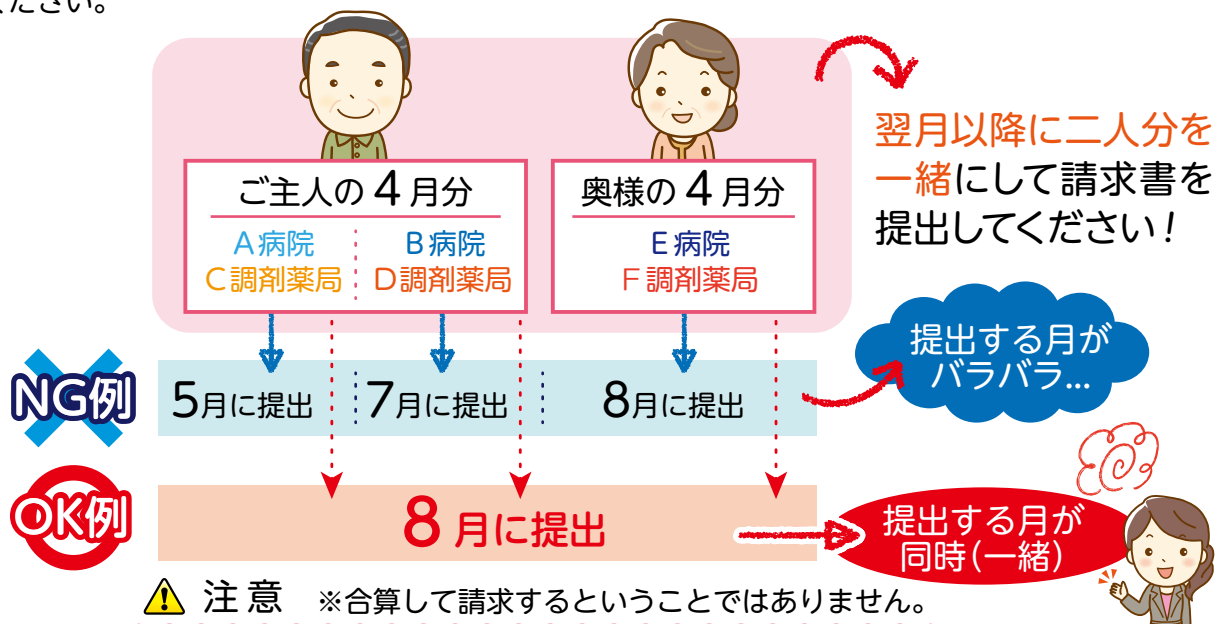 ください。
ご主人の4月分
A病院
C調剤薬局
B病院
D調剤薬局
奥様の4月分
E病院
F調剤薬局
翌月以降に二人分を
一緒にして請求書を
提出してください!
NG例
5月に提出
7月に提出
8月に提出
提出する月が
バラバラ…
OK例
8月に提出
提出する月が
同時(一緒)
注意 ※合算して請求するということではありません。